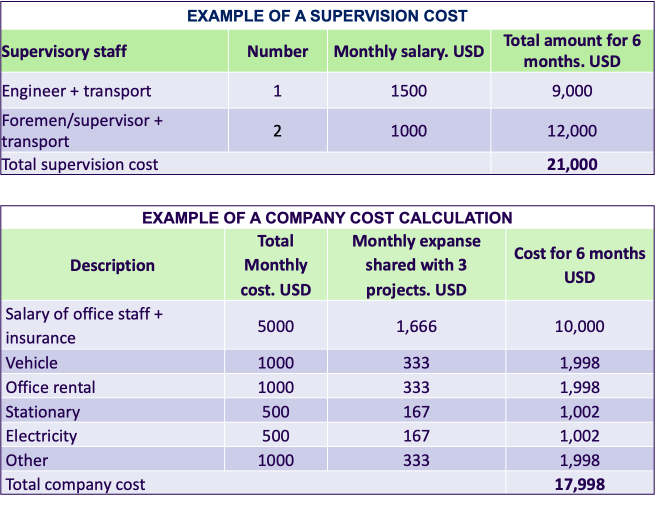 EXAMPLE OF A SUPERVISION COST
Supervisory staff Number Monthly salary. USD Total amount for 6 months. USD
Engineer + transport 1 1500 9,000
Foremen/supervisor + transport 2 1000 12,000
Total supervision cost 21,000
EXAMPLE OF A COMPANY COST CALCULATION
Description Total Monthly cost. USD Monthly expanse shared with 3 projects. USD Cost for 6 months USD
Salary of office staff + insurance 5000 1,666 10,000
Vehicle 1000 333 1,998
Office rental 1000 333 1,998
Stationary 500 167 1,002
Electricity 500 167 1,002
Other 1000 333 1,998
Total company cost 17,998